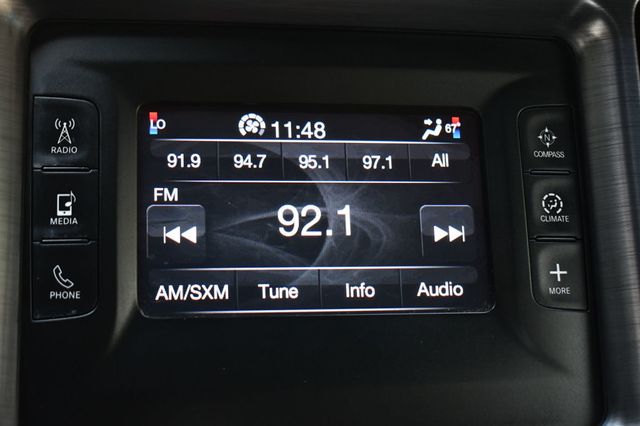 LO 11:48 67°
RADIO
91.9 94.7 95.1 97.1 All
COMPASS
FM
MEDIA
92.1
CLIMATE
PHONE
AM/SXM Tune Info Audio
MORE